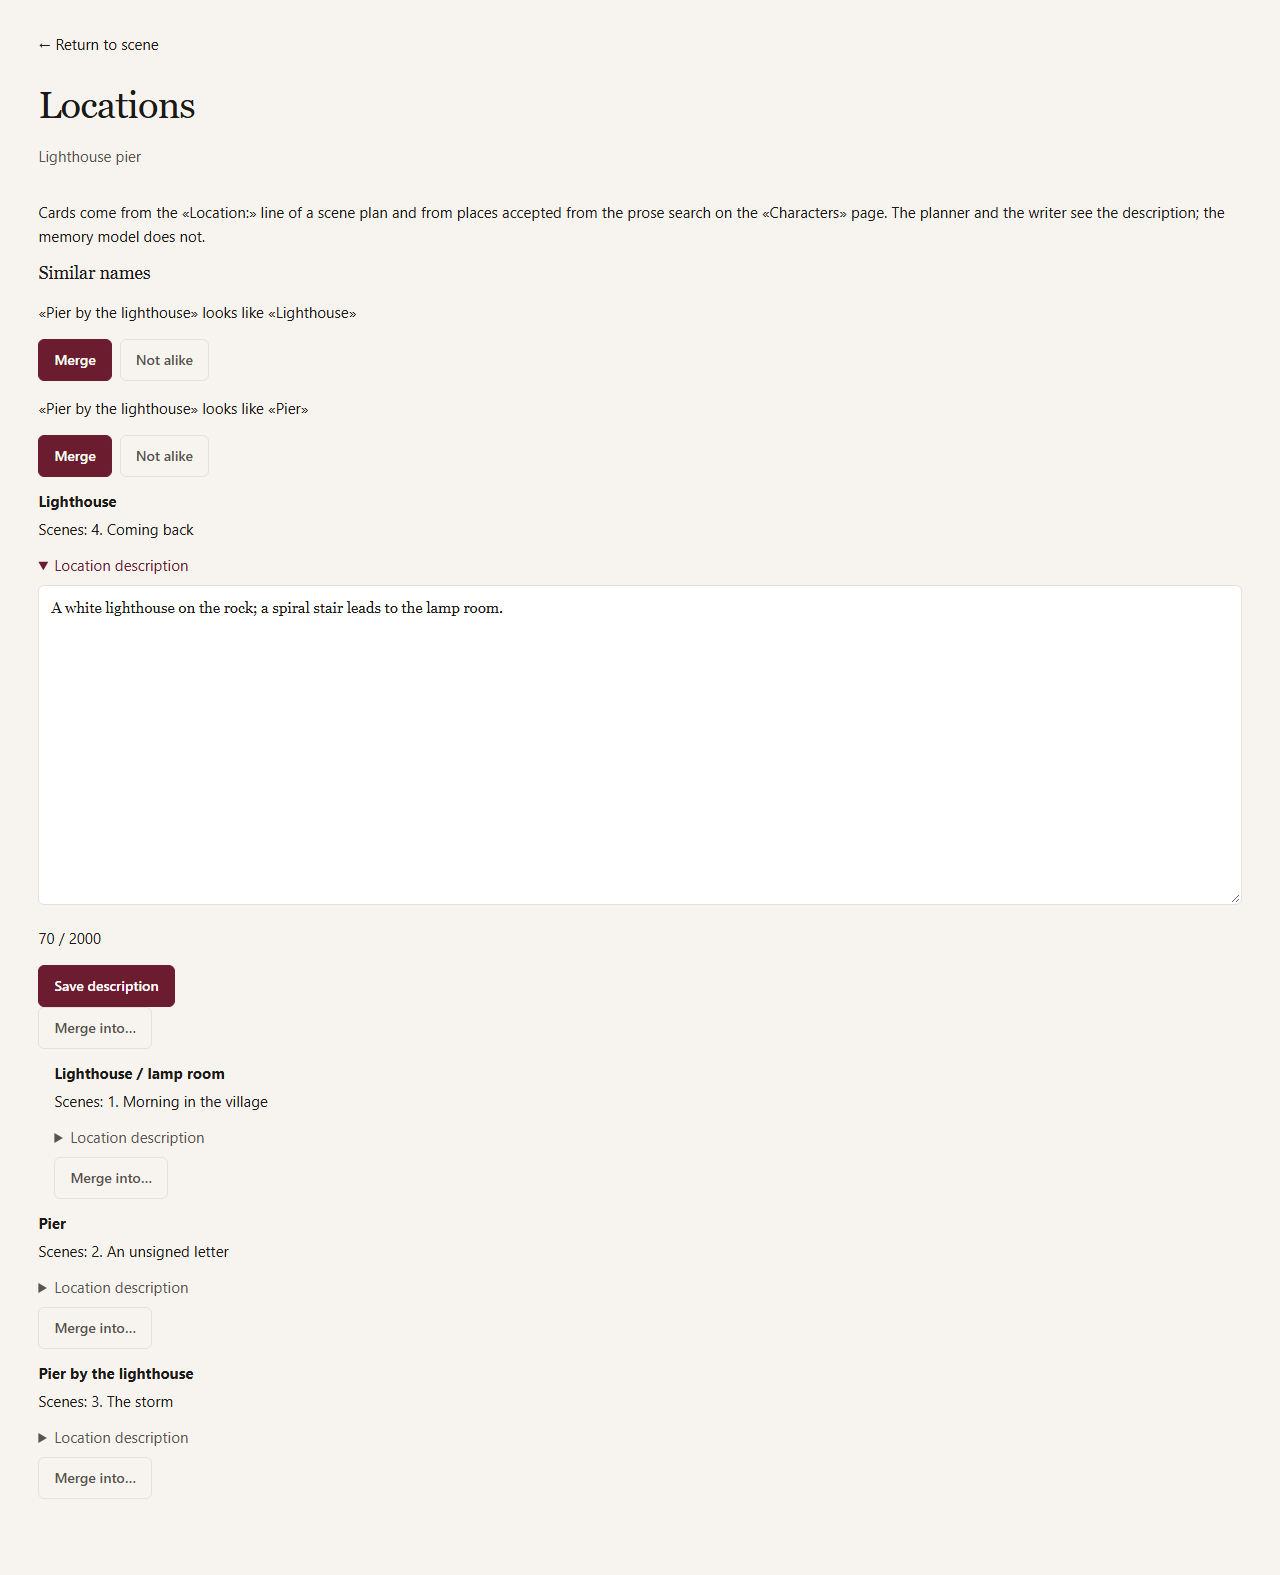 ← Return to scene
Locations
Lighthouse pier
Cards come from the «Location:» line of a scene plan and from places accepted from the prose search on the «Characters» page. The planner and the writer see the description; the
memory model does not.
Similar names
«Pier by the lighthouse» looks like «Lighthouse»
Merge Not alike
«Pier by the lighthouse» looks like «Pier»
Merge Not alike
Lighthouse
Scenes: 4. Coming back
▼ Location description
A white lighthouse on the rock; a spiral stair leads to the lamp room.
70 / 2000
Save description
Merge into...
Lighthouse / lamp room
Scenes: 1. Morning in the village
▶ Location description
Merge into...
Pier
Scenes: 2. An unsigned letter
▶ Location description
Merge into...
Pier by the lighthouse
Scenes: 3. The storm
▶ Location description
Merge into...